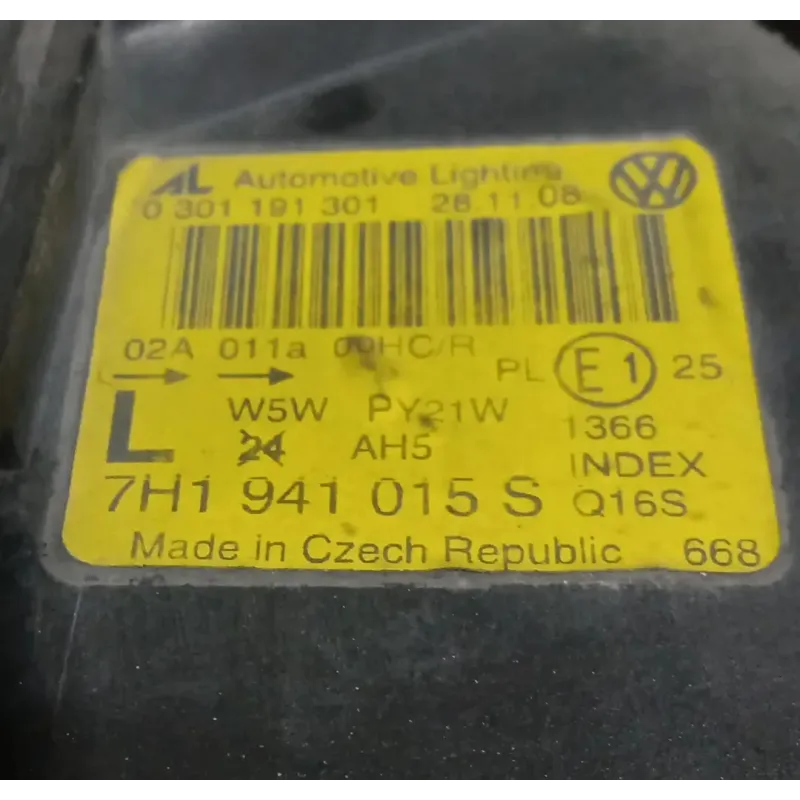 AL Automotive Lighting
0 301 191 301 28.11.08
02A 011a 00HC/R
PL E1 25
L W5W PY21W 1366
24 AH5 INDEX
7H1 941 015 S Q16S
Made in Czech Republic 668